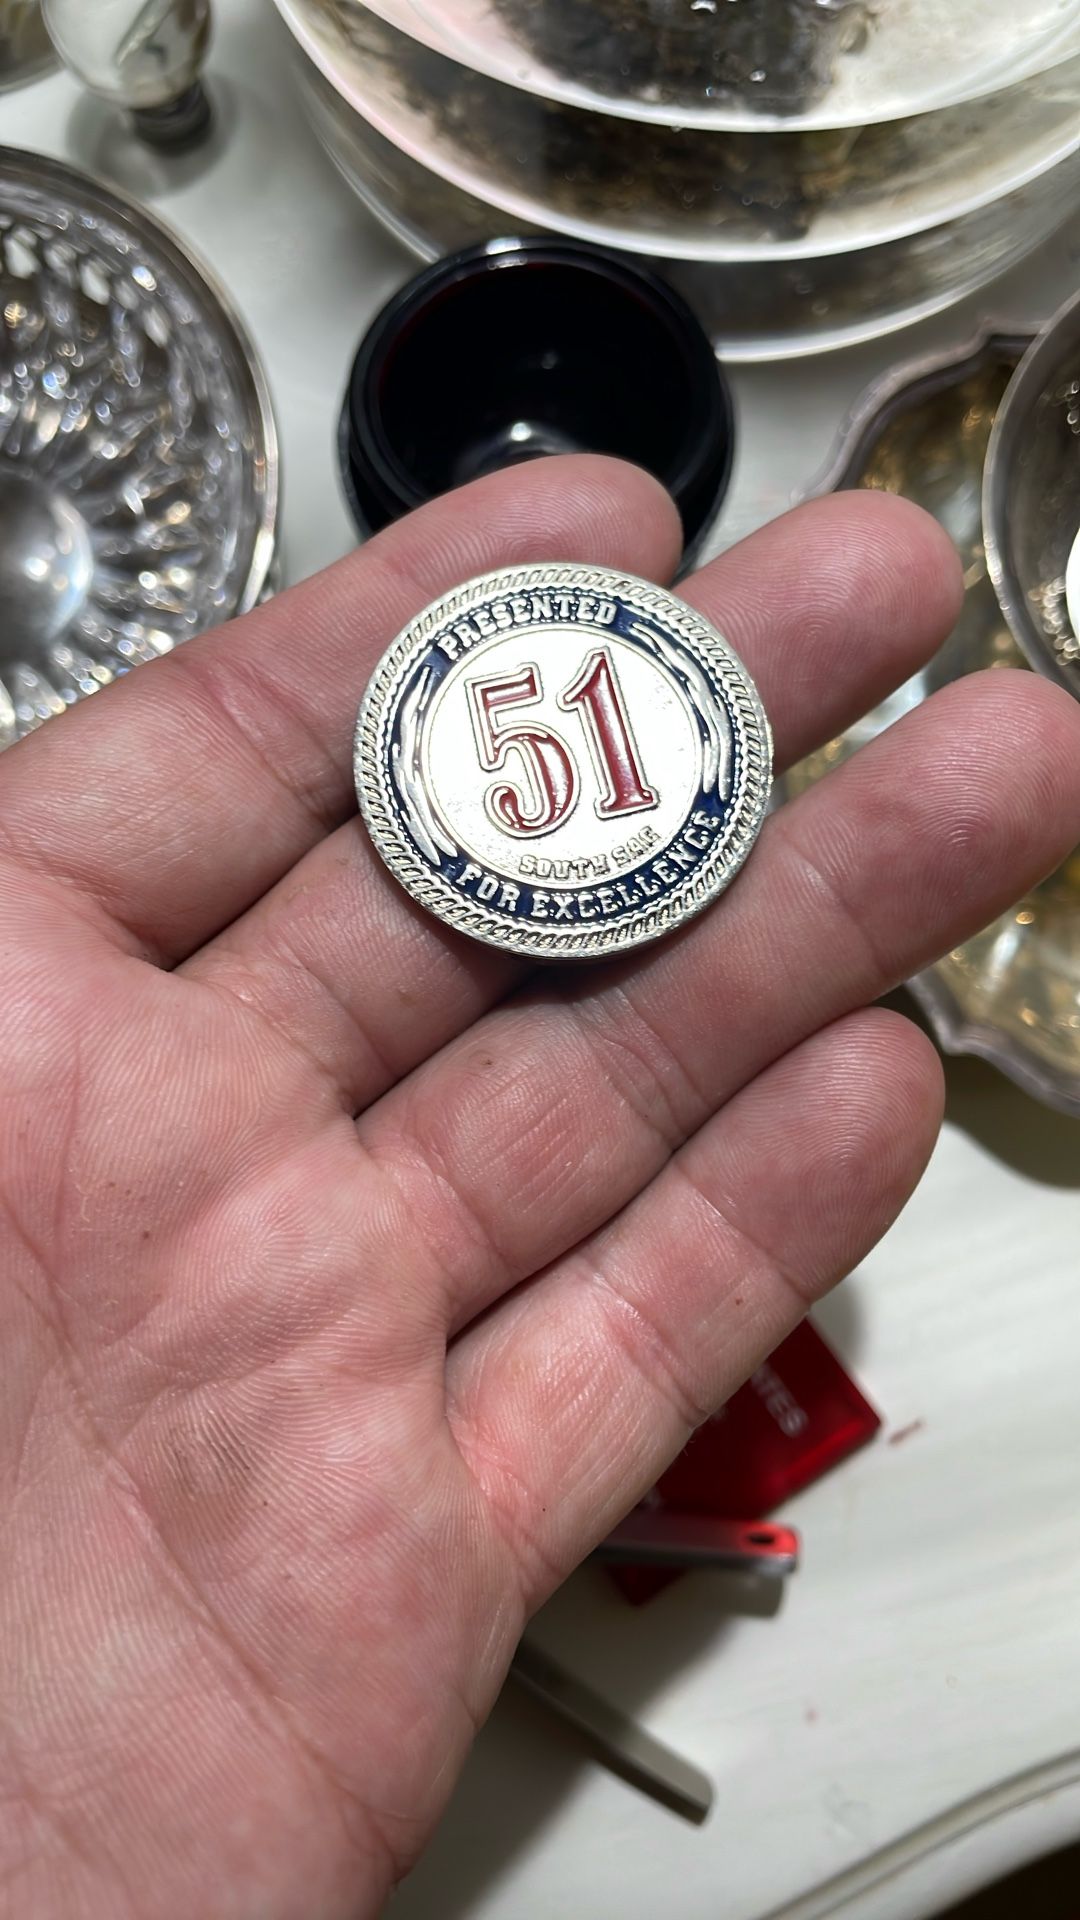 PRESENTED
51
SOUTH SAC
FOR EXCELLENCE